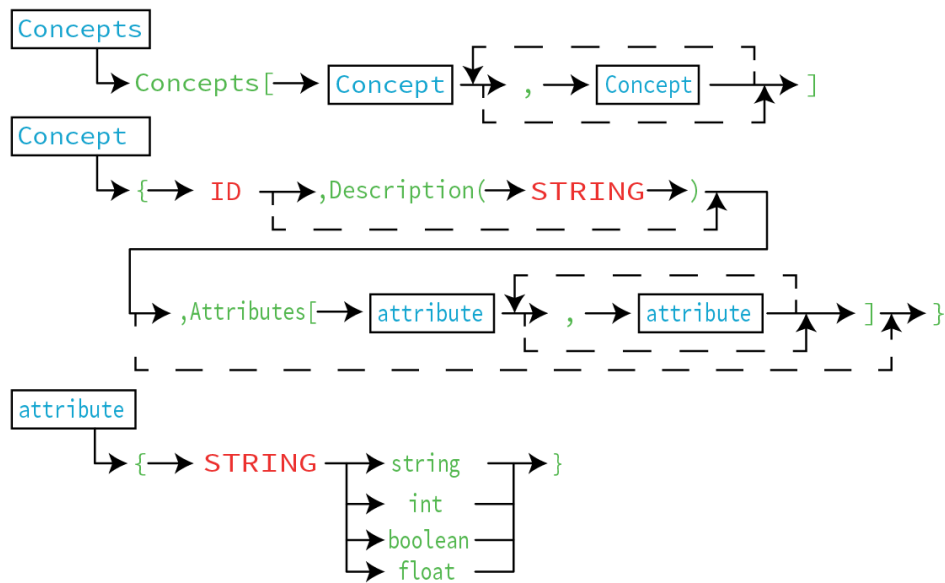 Concepts
Concepts[ Concept , Concept ]
Concept
{ ID ,Description( STRING )
,Attributes[ attribute , attribute ] }
attribute
{ STRING string }
int
boolean
float